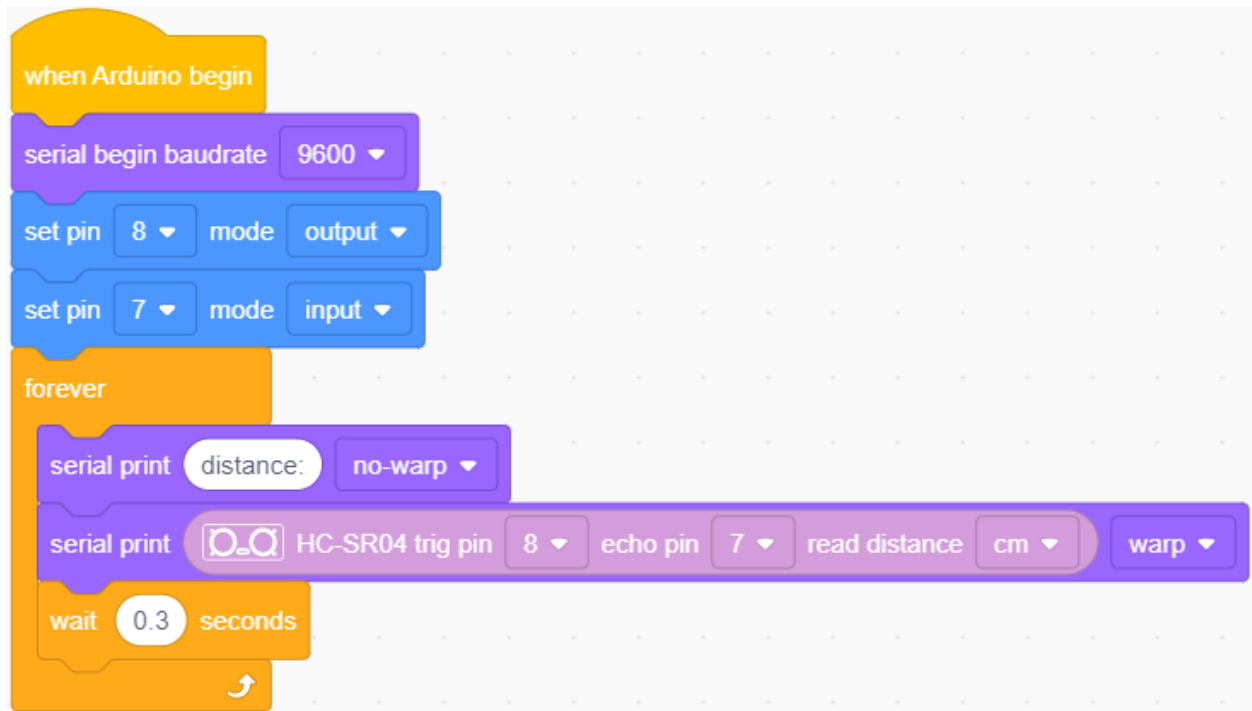 when Arduino begin
serial begin baudrate 9600
set pin 8 mode output
set pin 7 mode input
forever
serial print distance: no-warp
serial print HC-SR04 trig pin 8 echo pin 7 read distance cm warp
wait 0.3 seconds